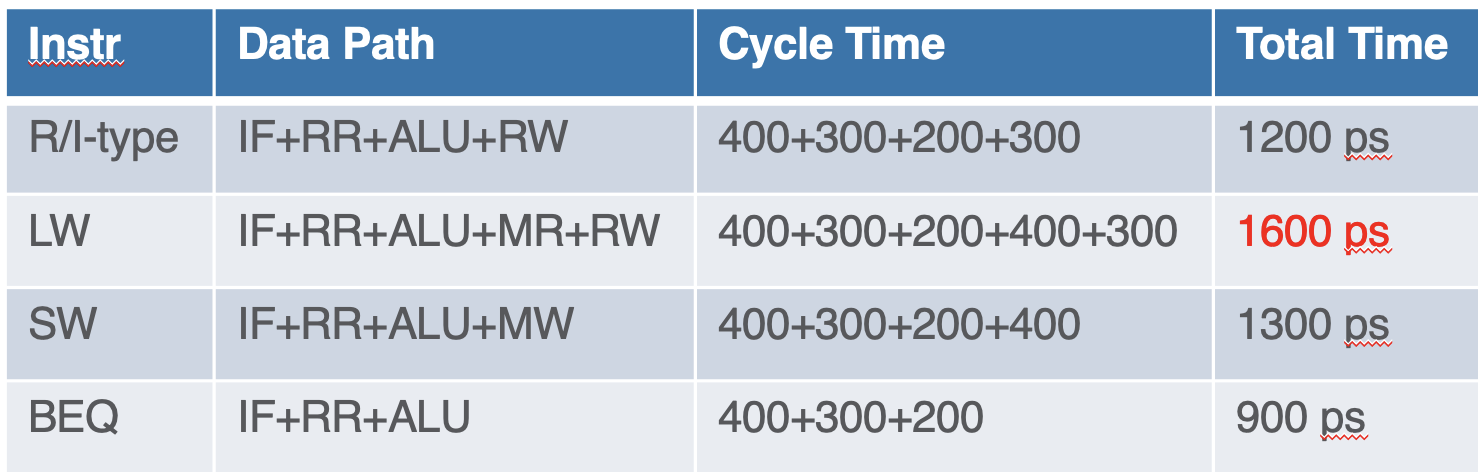 Instr Data Path Cycle Time Total Time
R/I-type IF+RR+ALU+RW 400+300+200+300 1200 ps
LW IF+RR+ALU+MR+RW 400+300+200+400+300 1600 ps
SW IF+RR+ALU+MW 400+300+200+400 1300 ps
BEQ IF+RR+ALU 400+300+200 900 ps